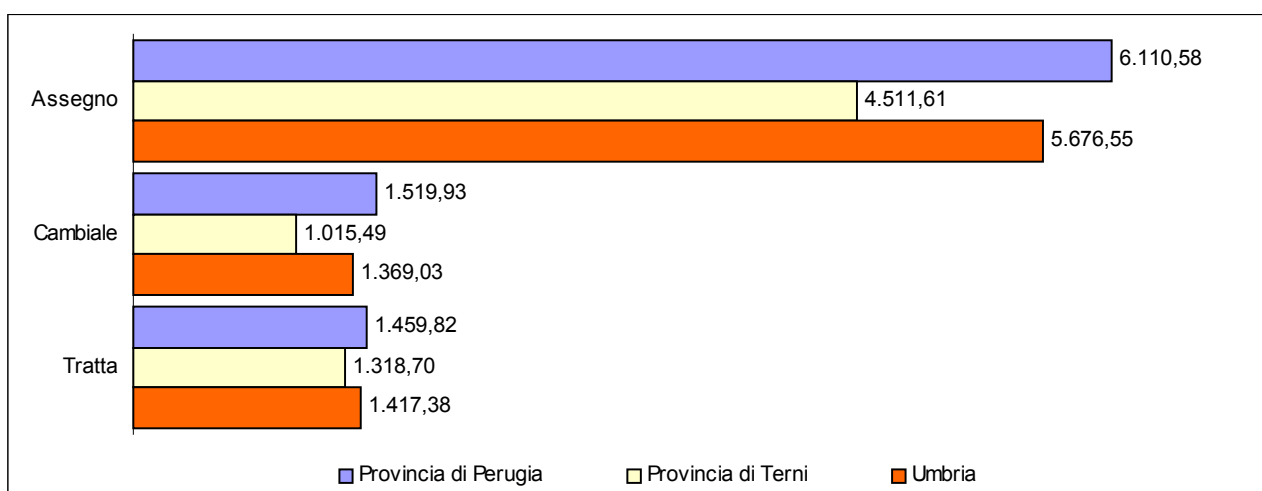 6.110,58
Assegno
4.511,61
5.676,55
1.519,93
Cambiale
1.015,49
1.369,03
1.459,82
Tratta
1.318,70
1.417,38
Provincia di Perugia Provincia di Terni Umbria